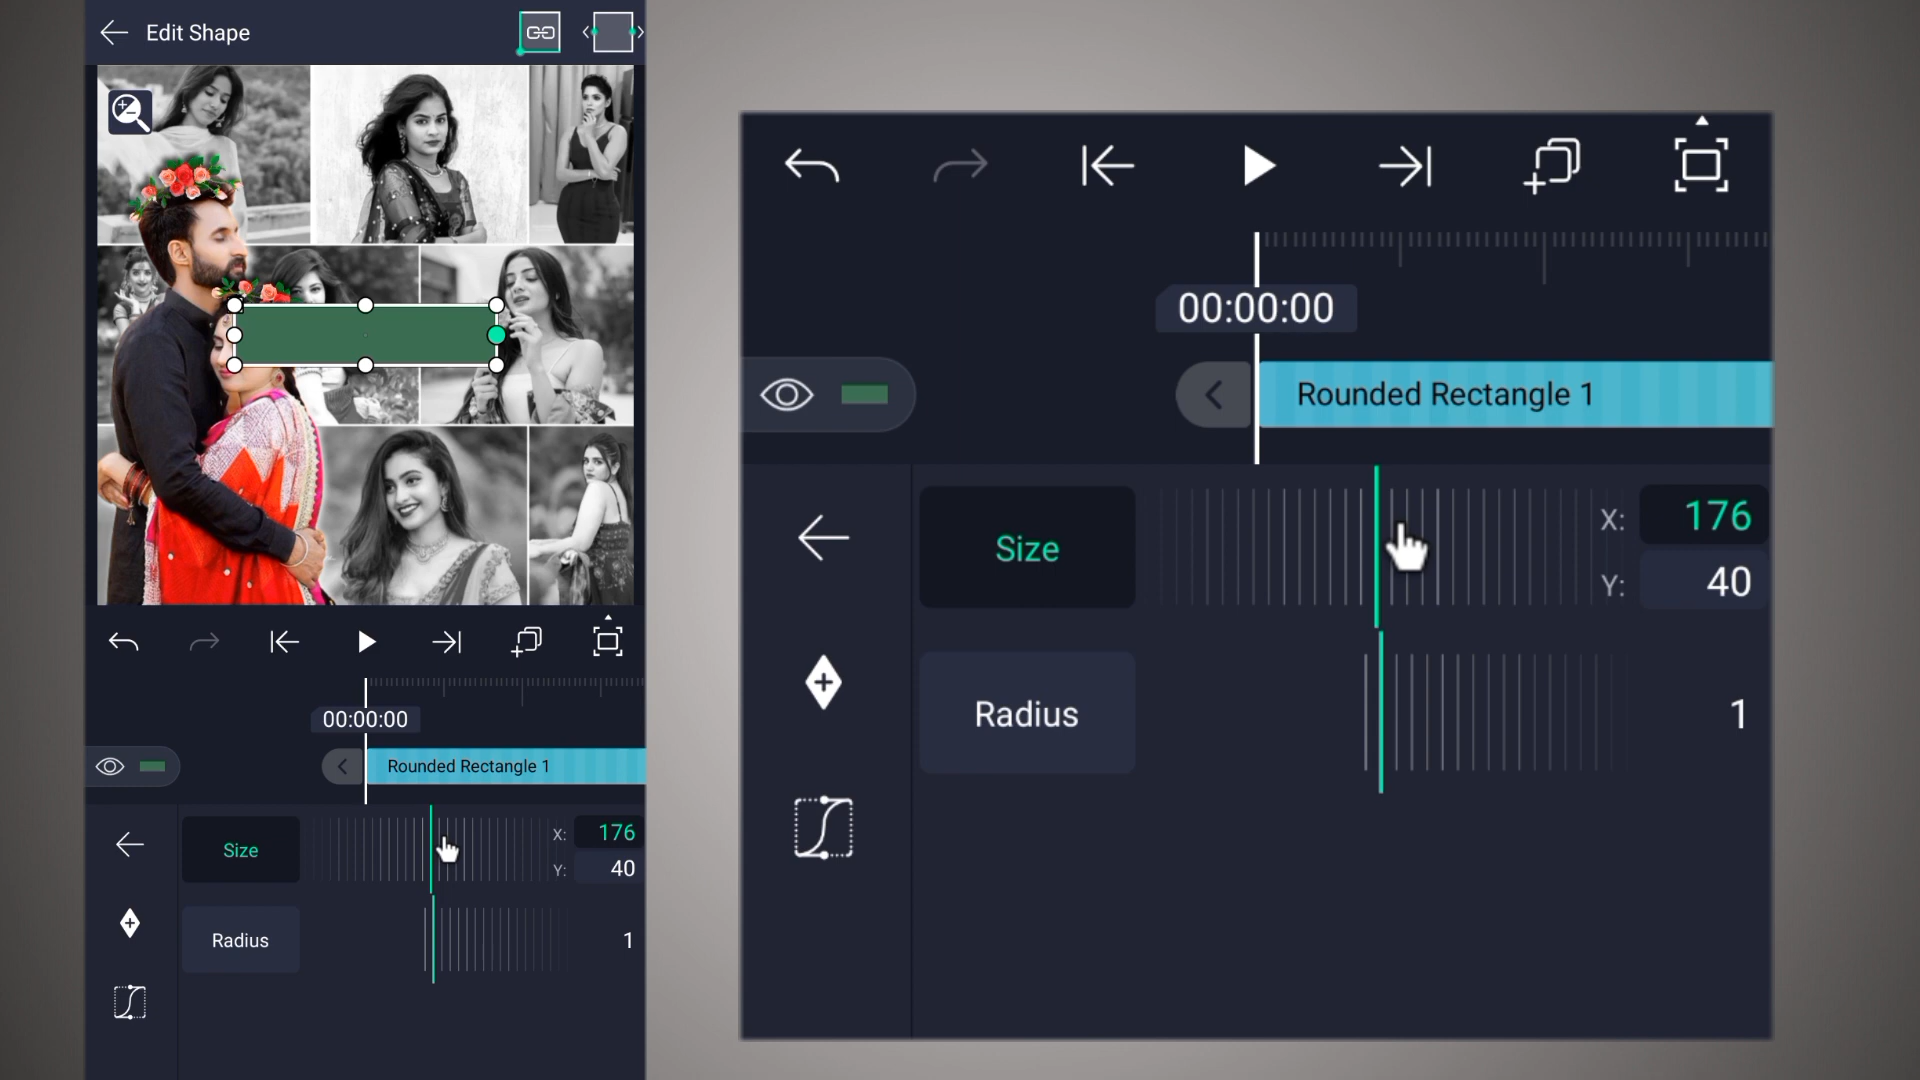 Edit Shape
00:00:00
Rounded Rectangle 1
Size
X: 176
Y: 40
Radius
1
00:00:00
Rounded Rectangle 1
Size
X: 176
Y: 40
Radius
1